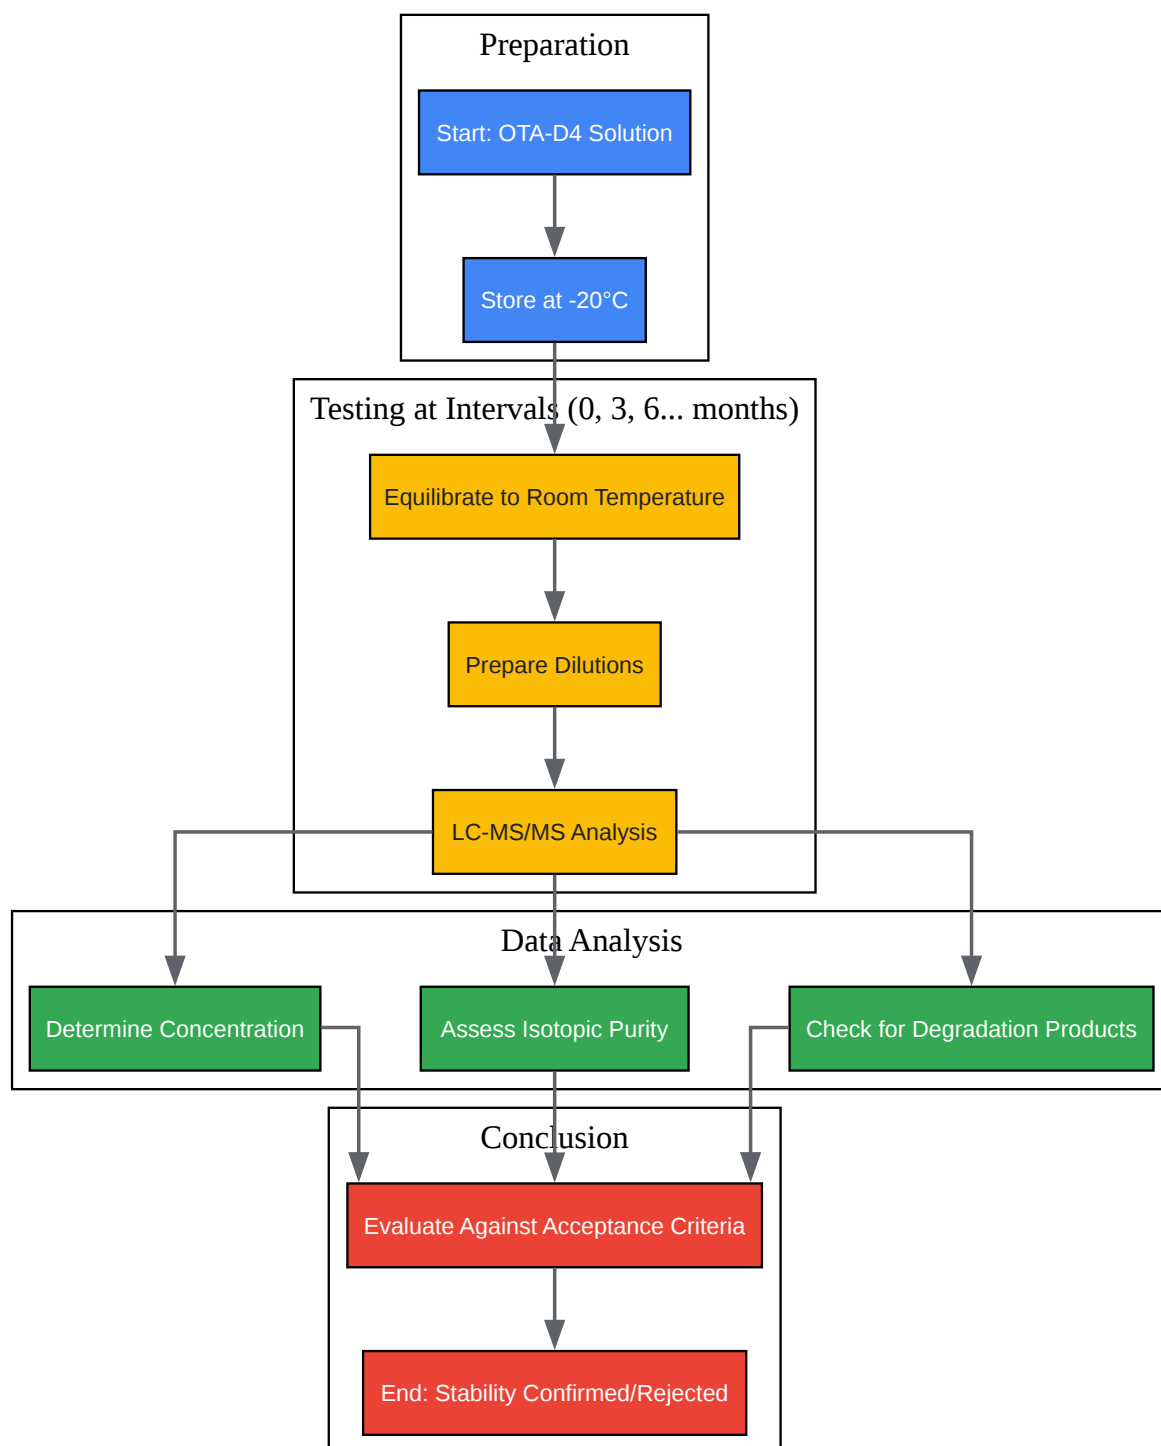 Preparation
Start: OTA-D4 Solution
Store at -20°C
Testing at Intervals (0, 3, 6... months)
Equilibrate to Room Temperature
Prepare Dilutions
LC-MS/MS Analysis
Data Analysis
Determine Concentration
Assess Isotopic Purity
Check for Degradation Products
Conclusion
Evaluate Against Acceptance Criteria
End: Stability Confirmed/Rejected